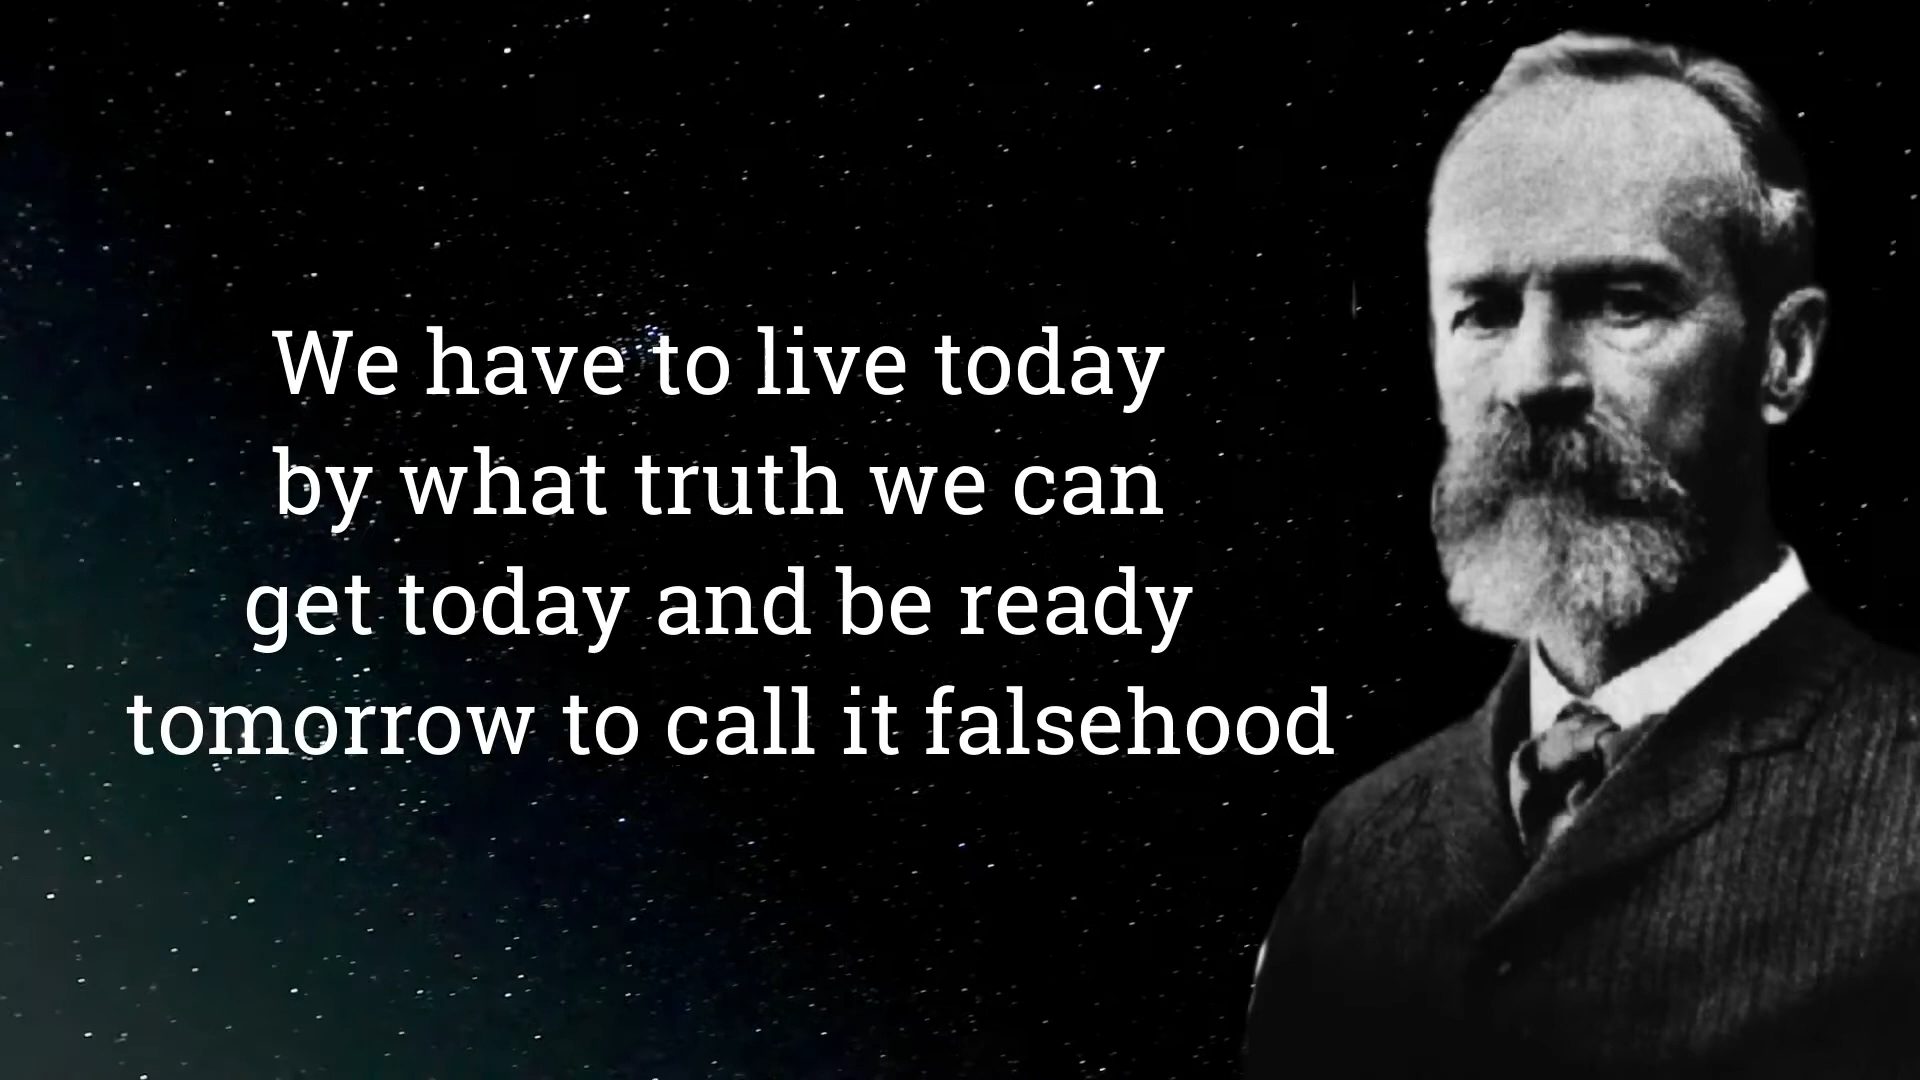 We have to live today
by what truth we can
get today and be ready
tomorrow to call it falsehood